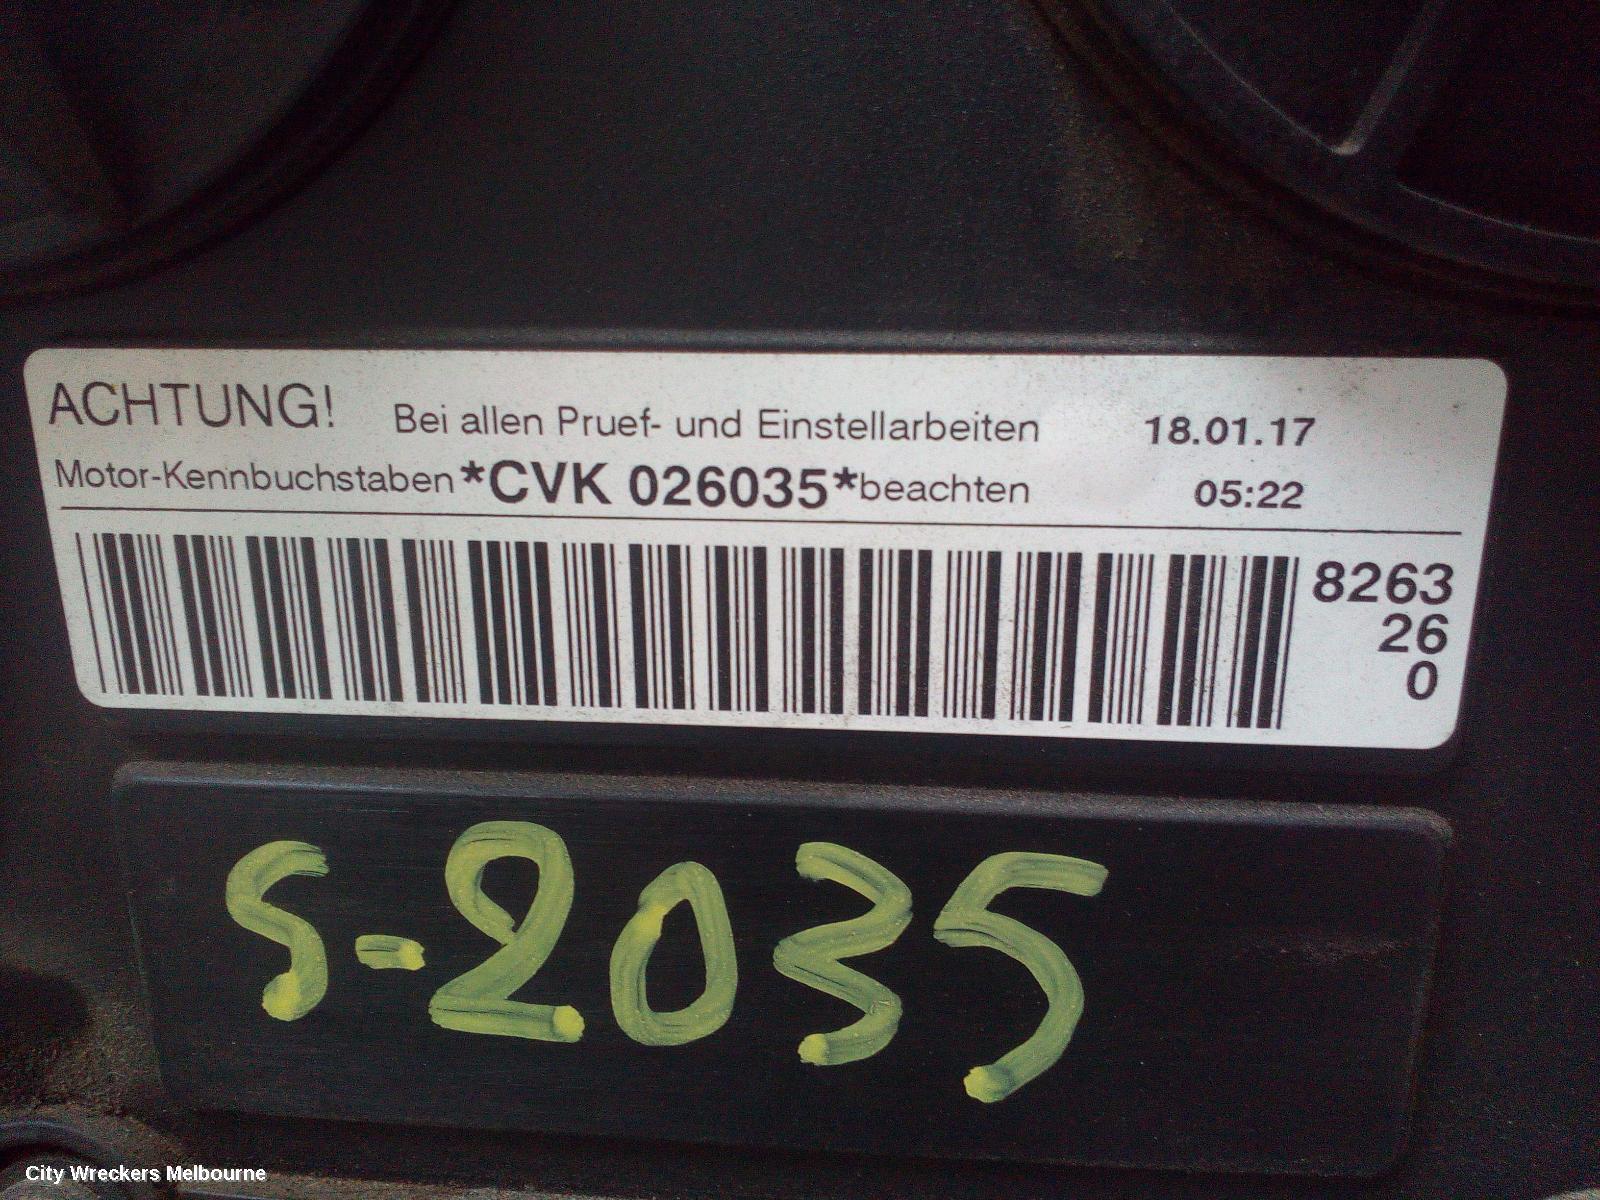 ACHTUNG! Bei allen Pruef- und Einstellarbeiten 18.01.17
Motor-Kennbuchstaben *CVK 026035* beachten 05:22
8263
26
0
S-2035
City Wreckers Melbourne